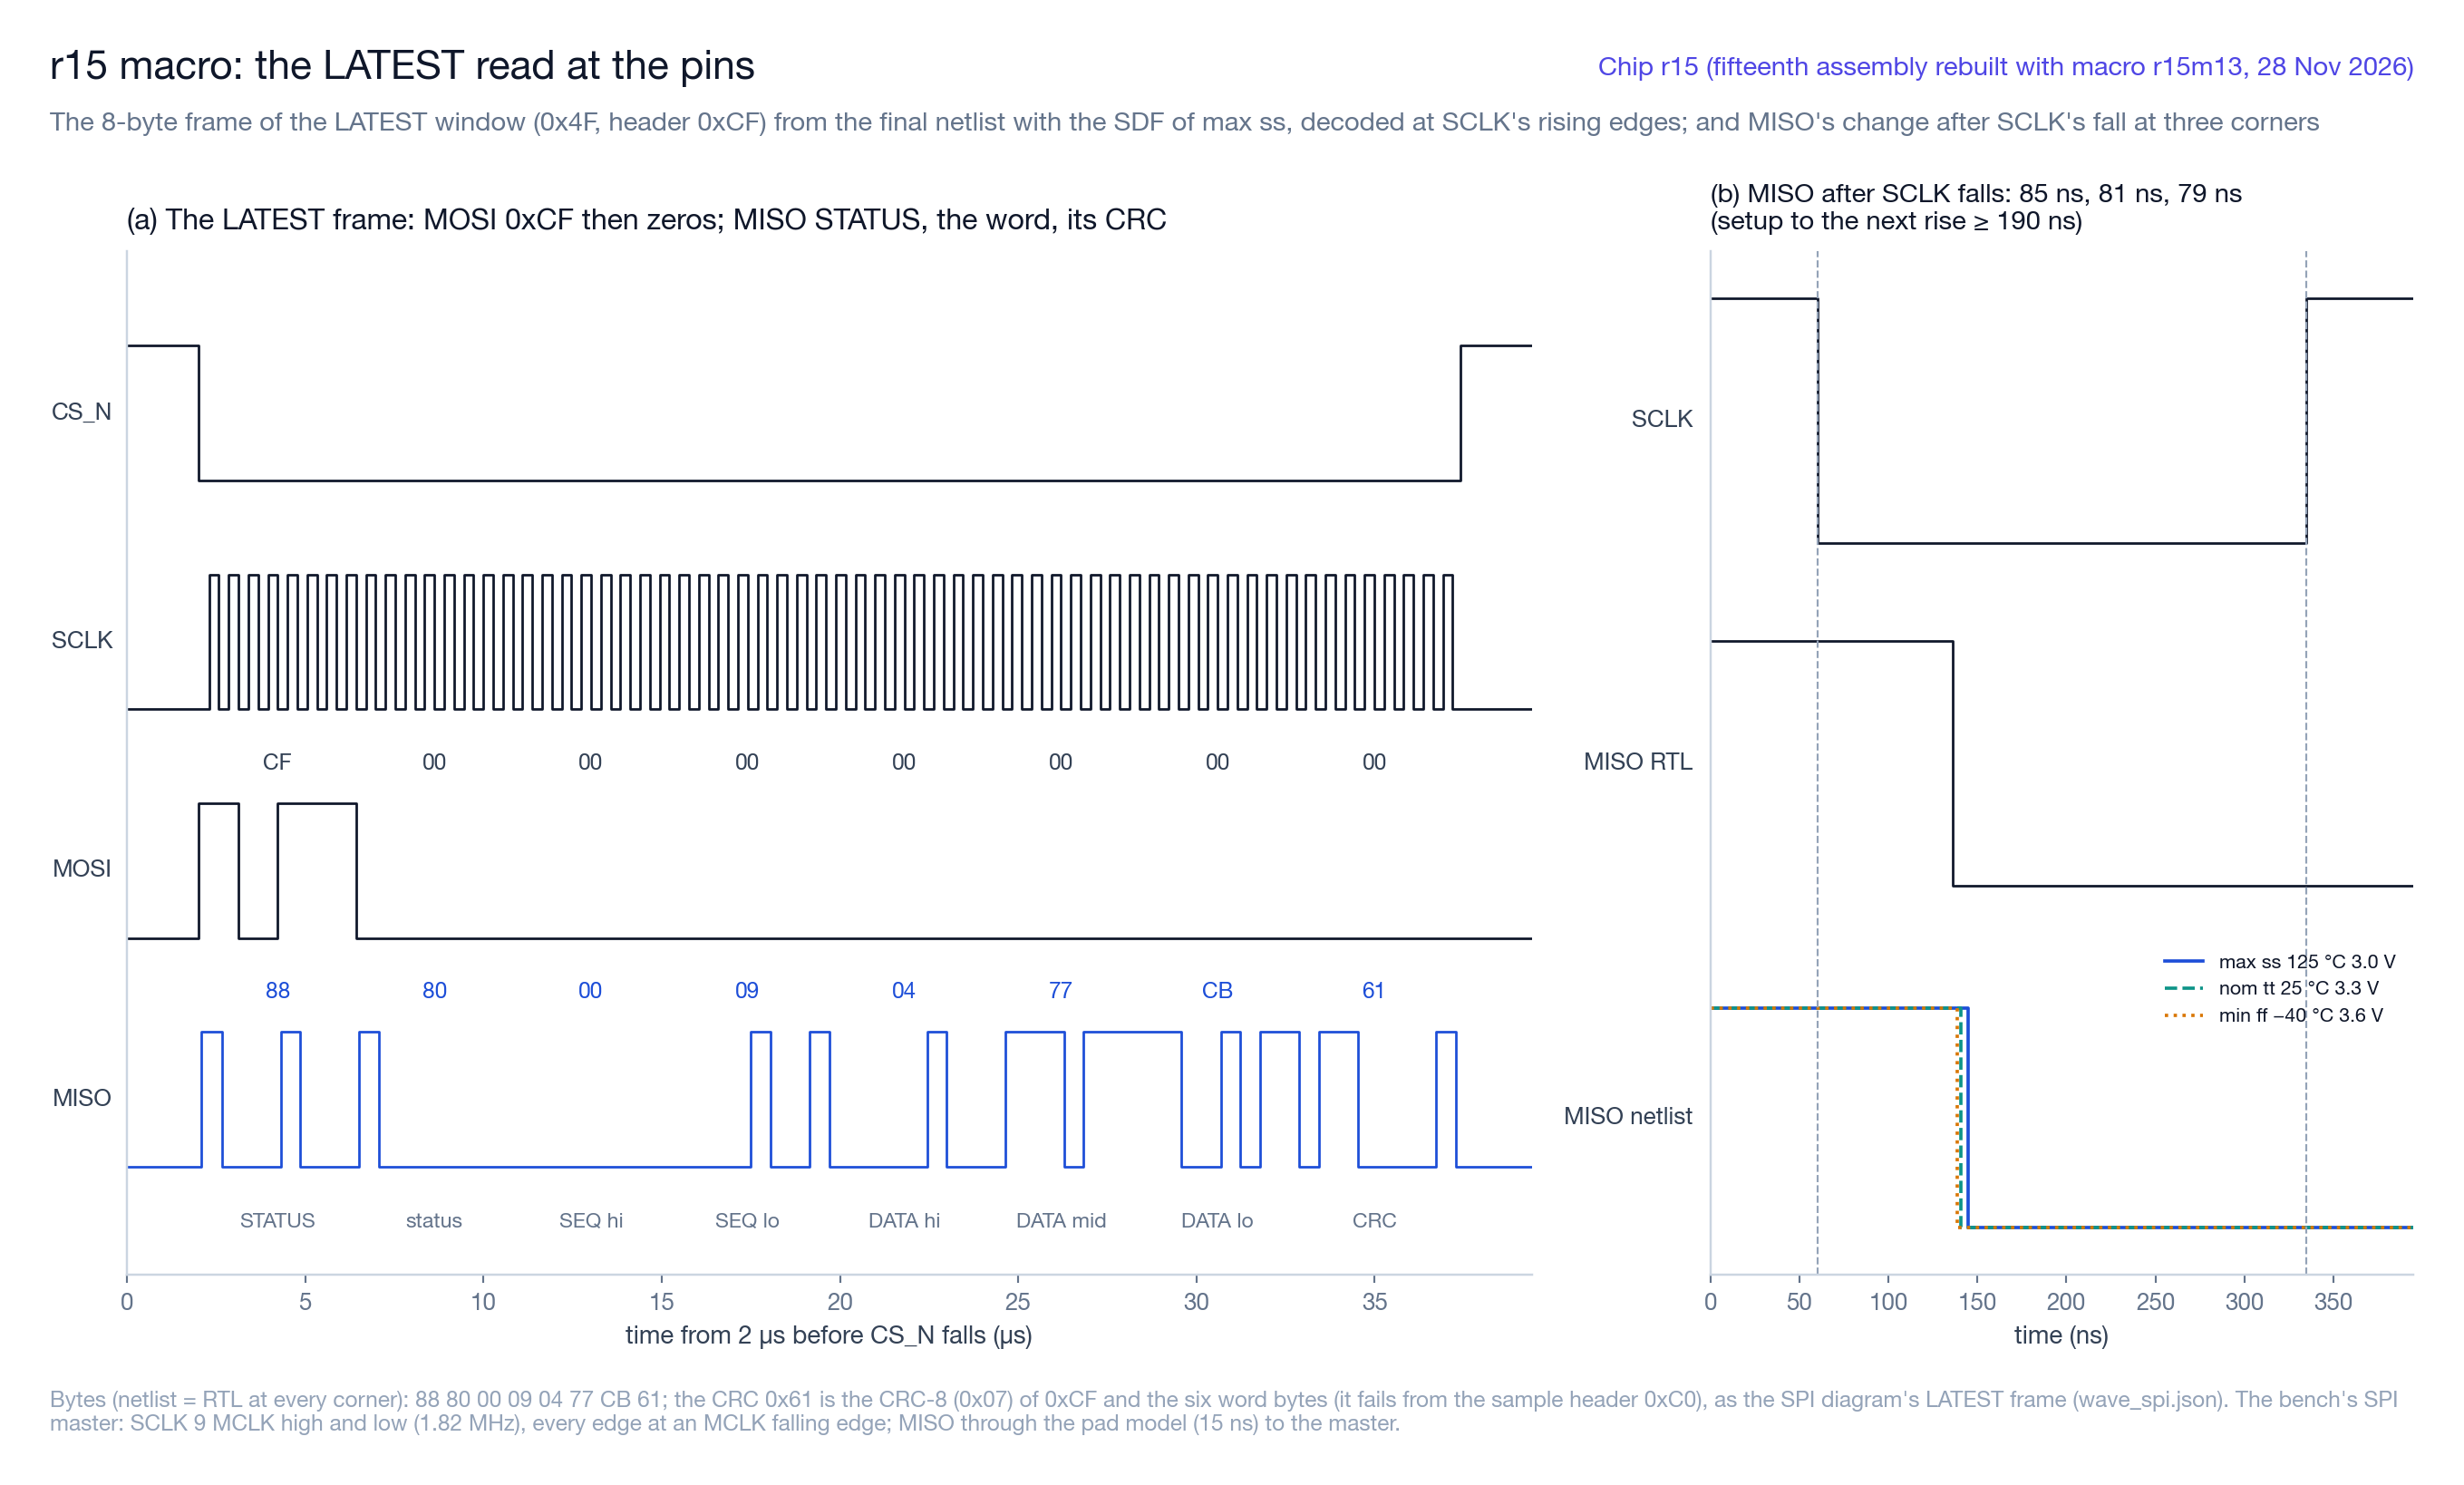 r15 macro: the LATEST read at the pins
Chip r15 (fifteenth assembly rebuilt with macro r15m13, 28 Nov 2026)
The 8-byte frame of the LATEST window (0x4F, header 0xCF) from the final netlist with the SDF of max ss, decoded at SCLK's rising edges; and MISO's change after SCLK's fall at three corners
(a) The LATEST frame: MOSI 0xCF then zeros; MISO STATUS, the word, its CRC
CS_N
SCLK
CF 00 00 00 00 00 00 00
MOSI
88 80 00 09 04 77 CB 61
MISO
STATUS status SEQ hi SEQ lo DATA hi DATA mid DATA lo CRC
0 5 10 15 20 25 30 35
time from 2 µs before CS_N falls (µs)
(b) MISO after SCLK falls: 85 ns, 81 ns, 79 ns
(setup to the next rise ≥ 190 ns)
SCLK
MISO RTL
max ss 125 °C 3.0 V
nom tt 25 °C 3.3 V
min ff −40 °C 3.6 V
MISO netlist
0 50 100 150 200 250 300 350
time (ns)
Bytes (netlist = RTL at every corner): 88 80 00 09 04 77 CB 61; the CRC 0x61 is the CRC-8 (0x07) of 0xCF and the six word bytes (it fails from the sample header 0xC0), as the SPI diagram's LATEST frame (wave_spi.json). The bench's SPI
master: SCLK 9 MCLK high and low (1.82 MHz), every edge at an MCLK falling edge; MISO through the pad model (15 ns) to the master.